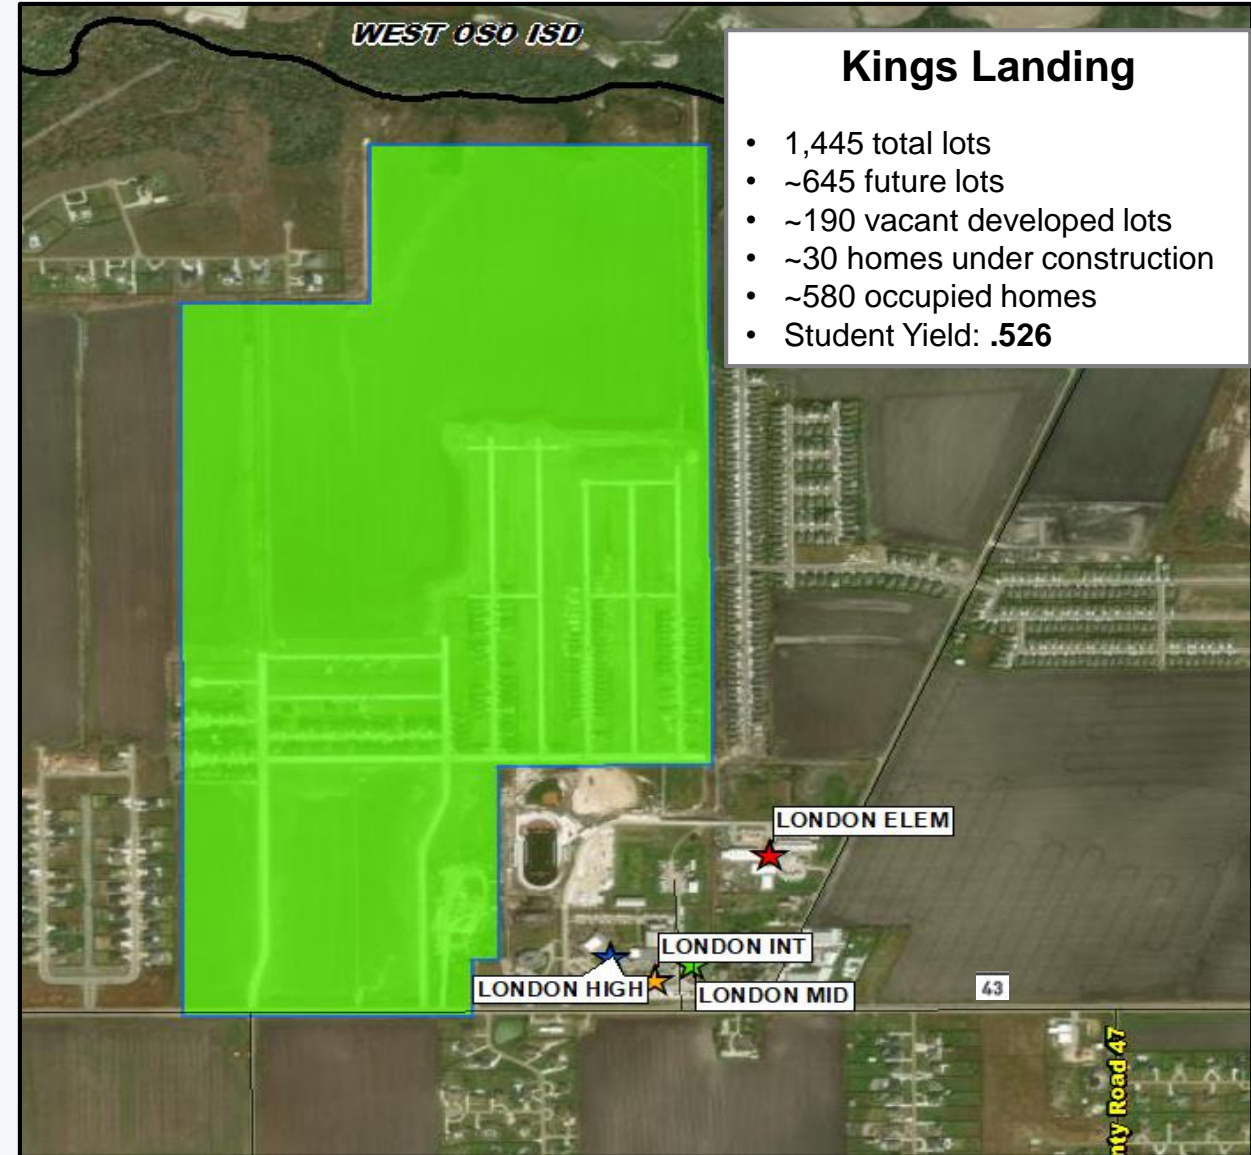 WEST OSO ISD
Kings Landing
• 1,445 total lots
• ~645 future lots
• ~190 vacant developed lots
• ~30 homes under construction
• ~580 occupied homes
• Student Yield: .526
LONDON ELEM
LONDON INT
LONDON HIGH
LONDON MID
43
nty Road 47